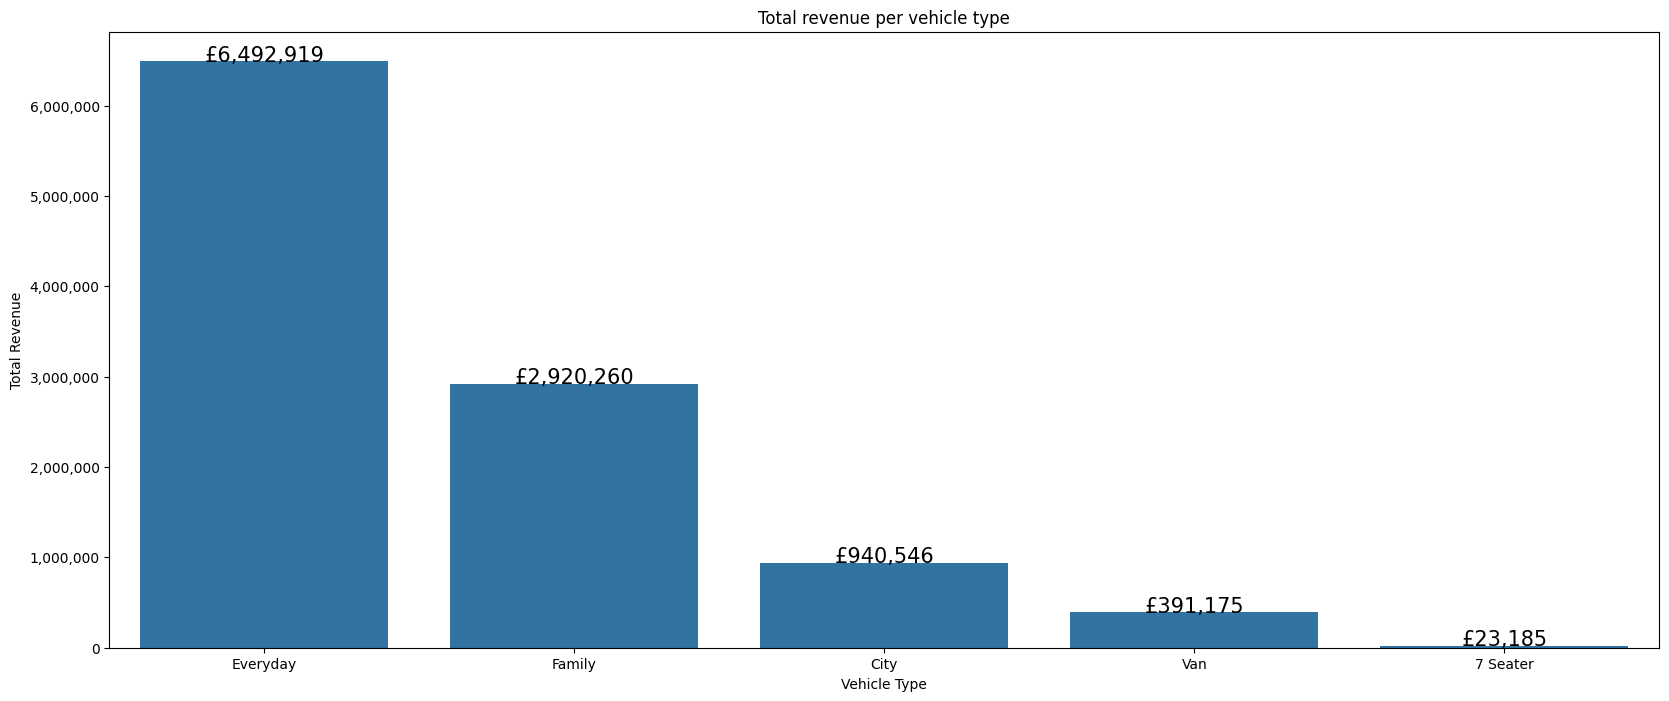 Total revenue per vehicle type
£6,492,919
£2,920,260
£940,546
£391,175
£23,185
6,000,000
5,000,000
4,000,000
3,000,000
2,000,000
1,000,000
0
Total Revenue
Everyday
Family
City
Van
7 Seater
Vehicle Type